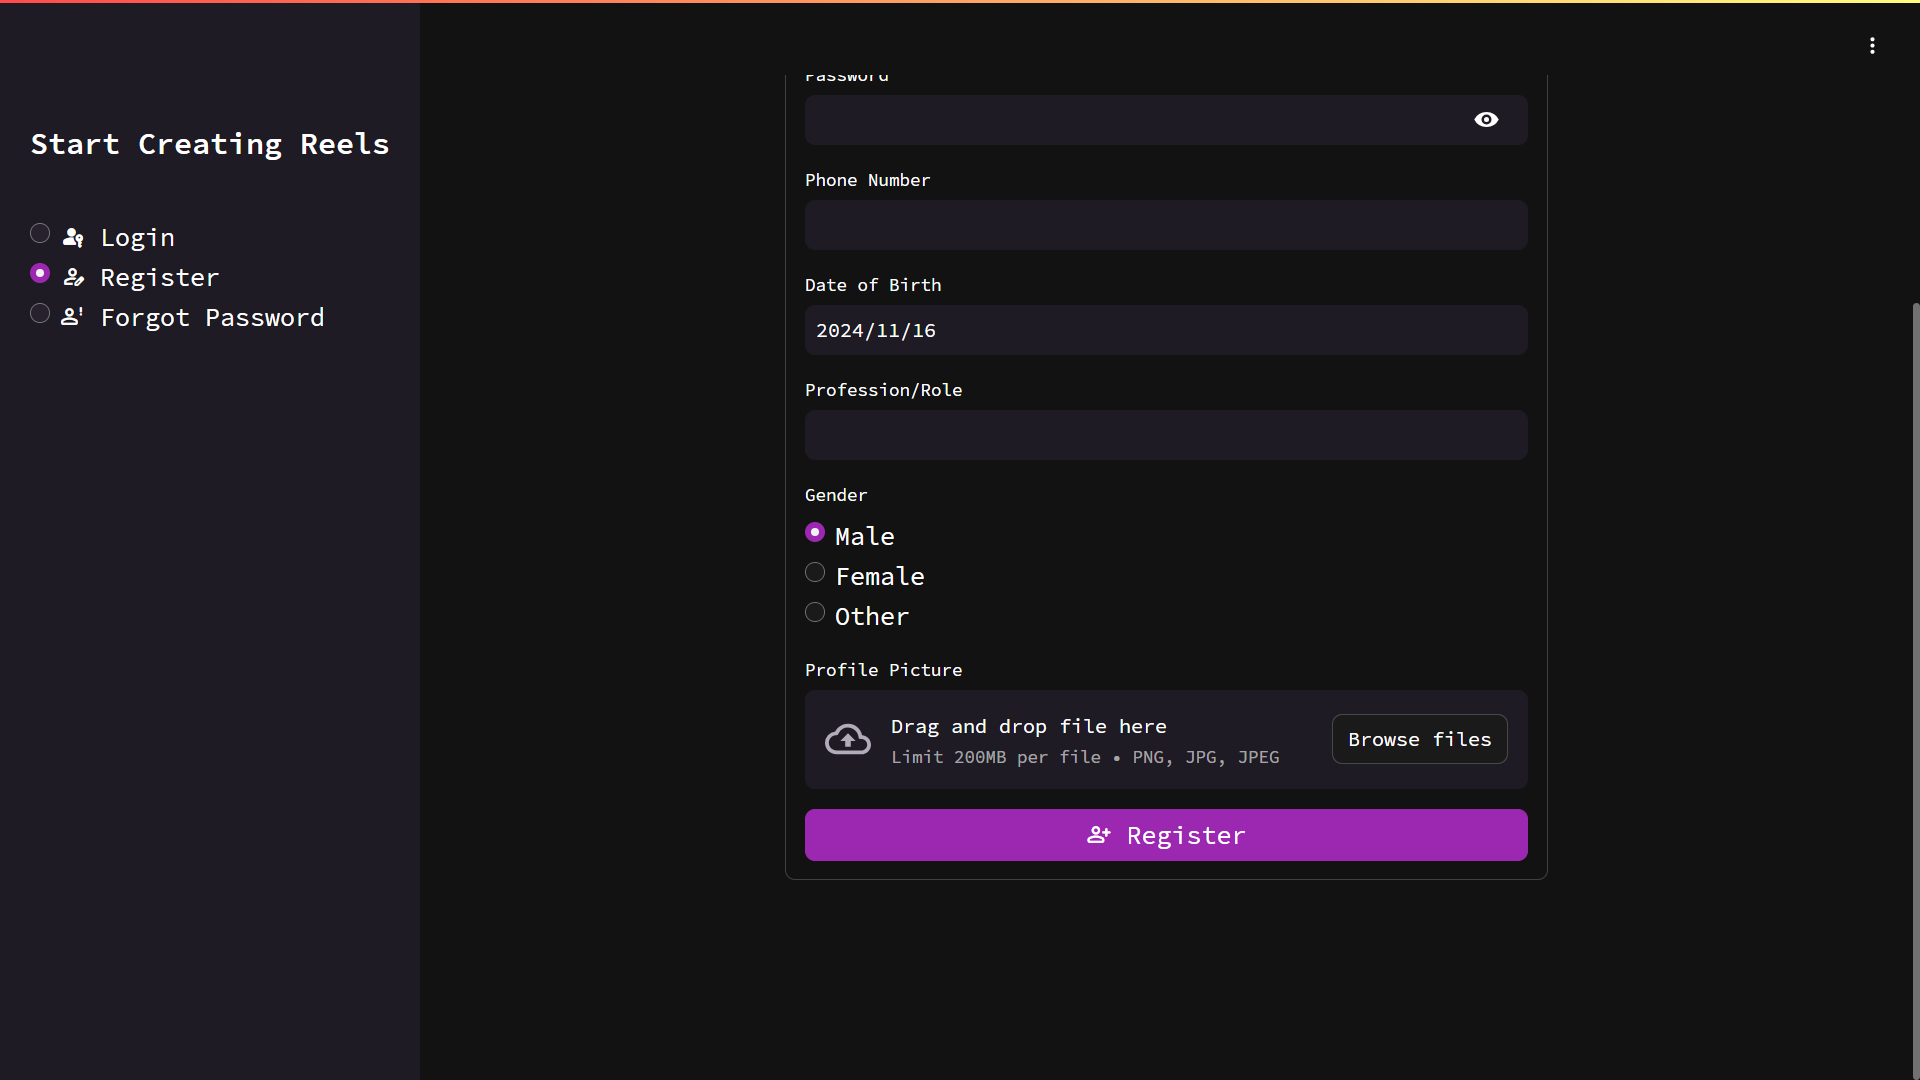 Start Creating Reels
Login
Register
Forgot Password
Password
Phone Number
Date of Birth
2024/11/16
Profession/Role
Gender
Male
Female
Other
Profile Picture
Drag and drop file here
Limit 200MB per file • PNG, JPG, JPEG
Browse files
Register